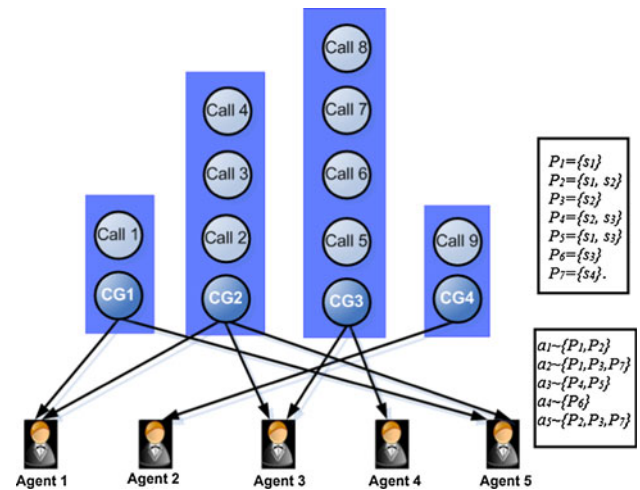 Call 8
Call 4
Call 7
Call 3
Call 6
Call 1
Call 2
Call 5
Call 9
CG1
CG2
CG3
CG4
P1={s1}
P2={s1, s2}
P3={s2}
P4={s2, s3}
P5={s1, s3}
P6={s3}
P7={s4}.
a1~{P1,P2}
a2~{P1,P3,P7}
a3~{P4,P5}
a4~{P6}
a5~{P2,P3,P7}
Agent 1
Agent 2
Agent 3
Agent 4
Agent 5